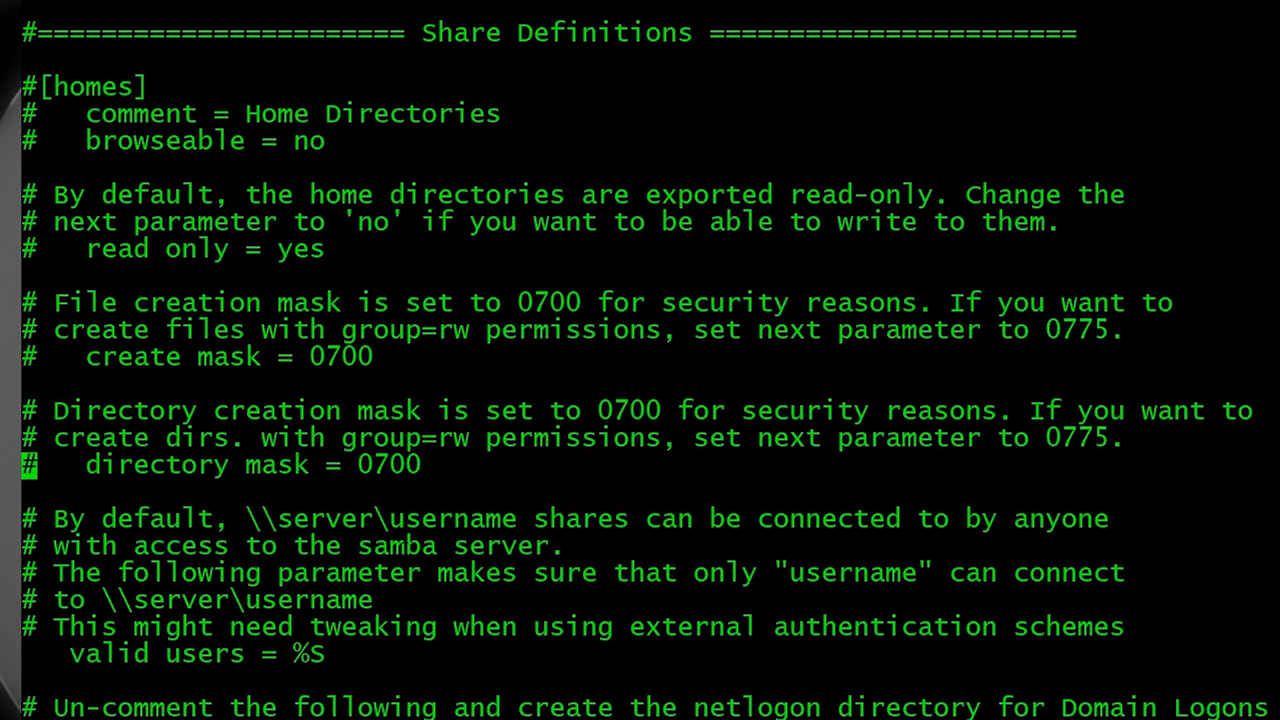 #======================= Share Definitions =======================
#[homes]
#   comment = Home Directories
#   browseable = no
# By default, the home directories are exported read-only. Change the
# next parameter to 'no' if you want to be able to write to them.
#   read only = yes
# File creation mask is set to 0700 for security reasons. If you want to
# create files with group=rw permissions, set next parameter to 0775.
#   create mask = 0700
# Directory creation mask is set to 0700 for security reasons. If you want to
# create dirs. with group=rw permissions, set next parameter to 0775.
#   directory mask = 0700
# By default, \\server\username shares can be connected to by anyone
# with access to the samba server.
# The following parameter makes sure that only "username" can connect
# to \\server\username
# This might need tweaking when using external authentication schemes
   valid users = %S
# Un-comment the following and create the netlogon directory for Domain Logons